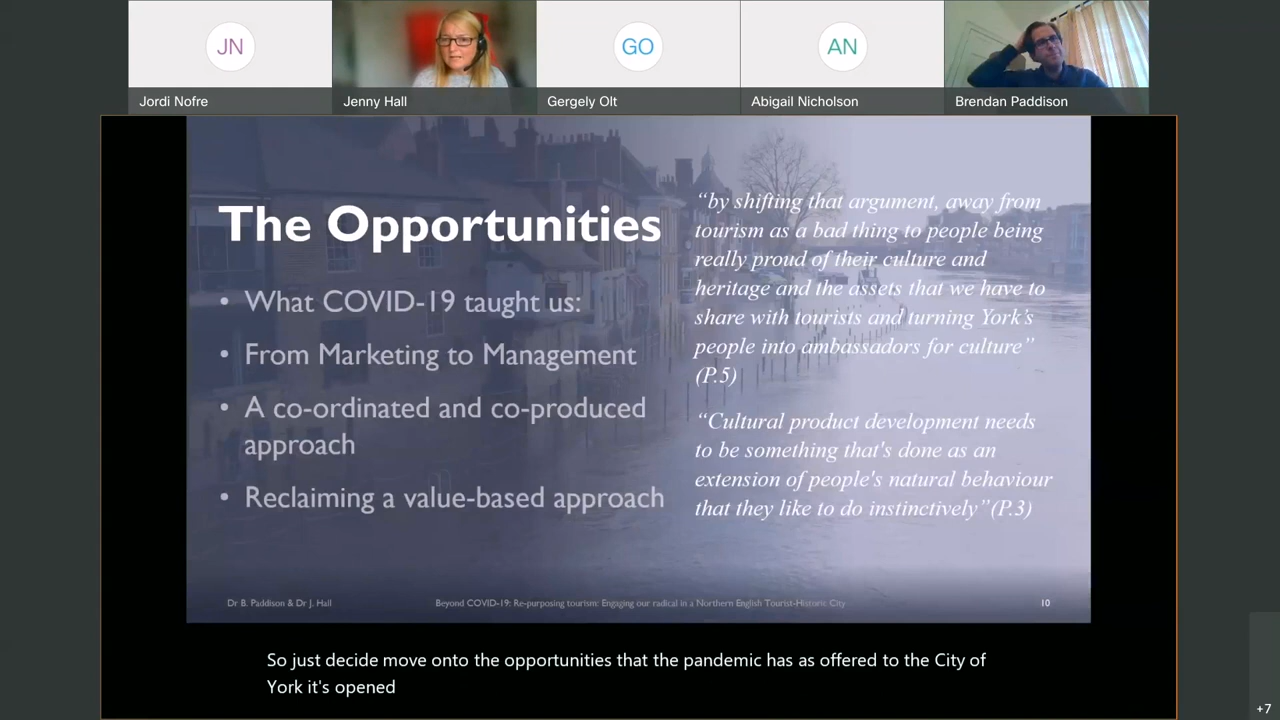 JN
GO
AN
Jordi Nofre
Jenny Hall
Gergely Olt
Abigail Nicholson
Brendan Paddison
The Opportunities
• What COVID-19 taught us:
• From Marketing to Management
• A co-ordinated and co-produced
approach
• Reclaiming a value-based approach
“by shifting that argument, away from
tourism as a bad thing to people being
really proud of their culture and
heritage and the assets that we have to
share with tourists and turning York's
people into ambassadors for culture”
(P.5)
“Cultural product development needs
to be something that's done as an
extension of people's natural behaviour
that they like to do instinctively”(P.3)
Dr B. Paddison & Dr J. Hall
Beyond COVID-19: Re-purposing tourism: Engaging our radical in a Northern English Tourist-Historic City
10
So just decide move onto the opportunities that the pandemic has as offered to the City of
York it's opened
+7